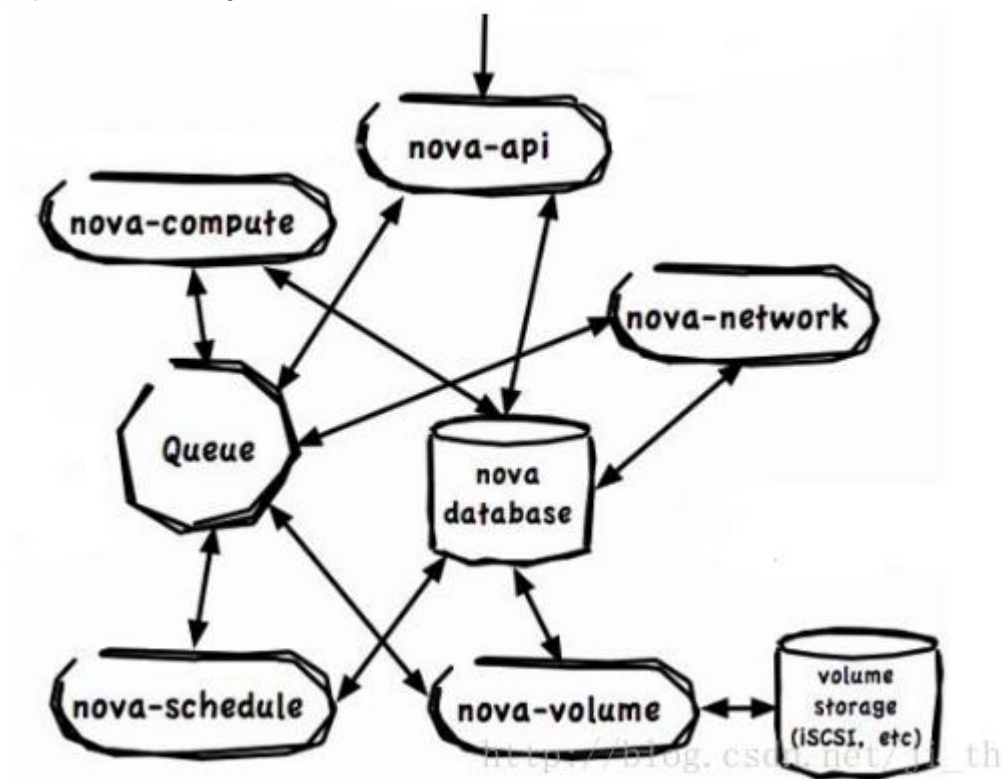 nova-api
nova-compute
nova-network
Queue
nova
database
nova-schedule
nova-volume
volume
storage
(iSCSI, etc)